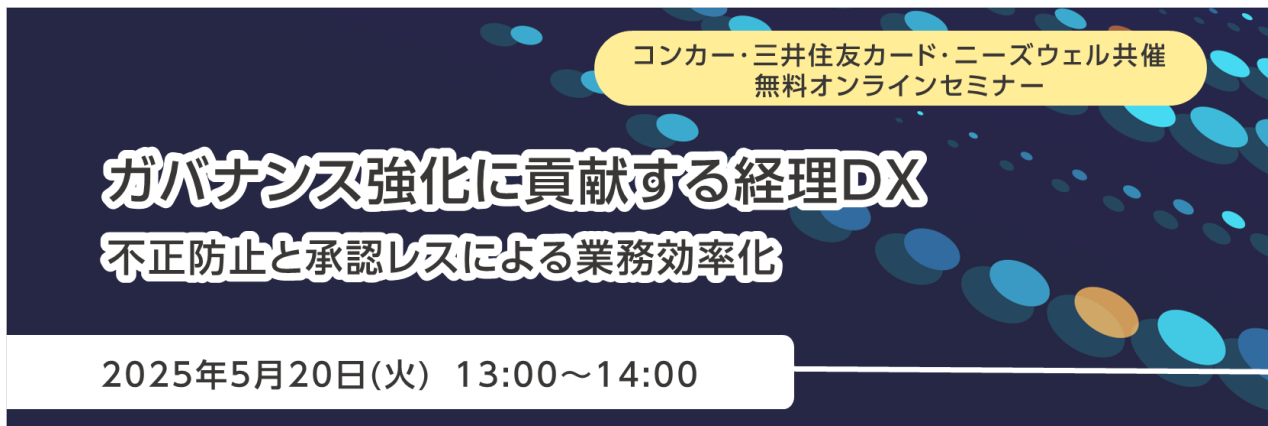 コンカー・三井住友カード・ニーズウェル共催
無料オンラインセミナー
ガバナンス強化に貢献する経理DX
不正防止と承認レスによる業務効率化
2025年5月20日(火) 13:00～14:00